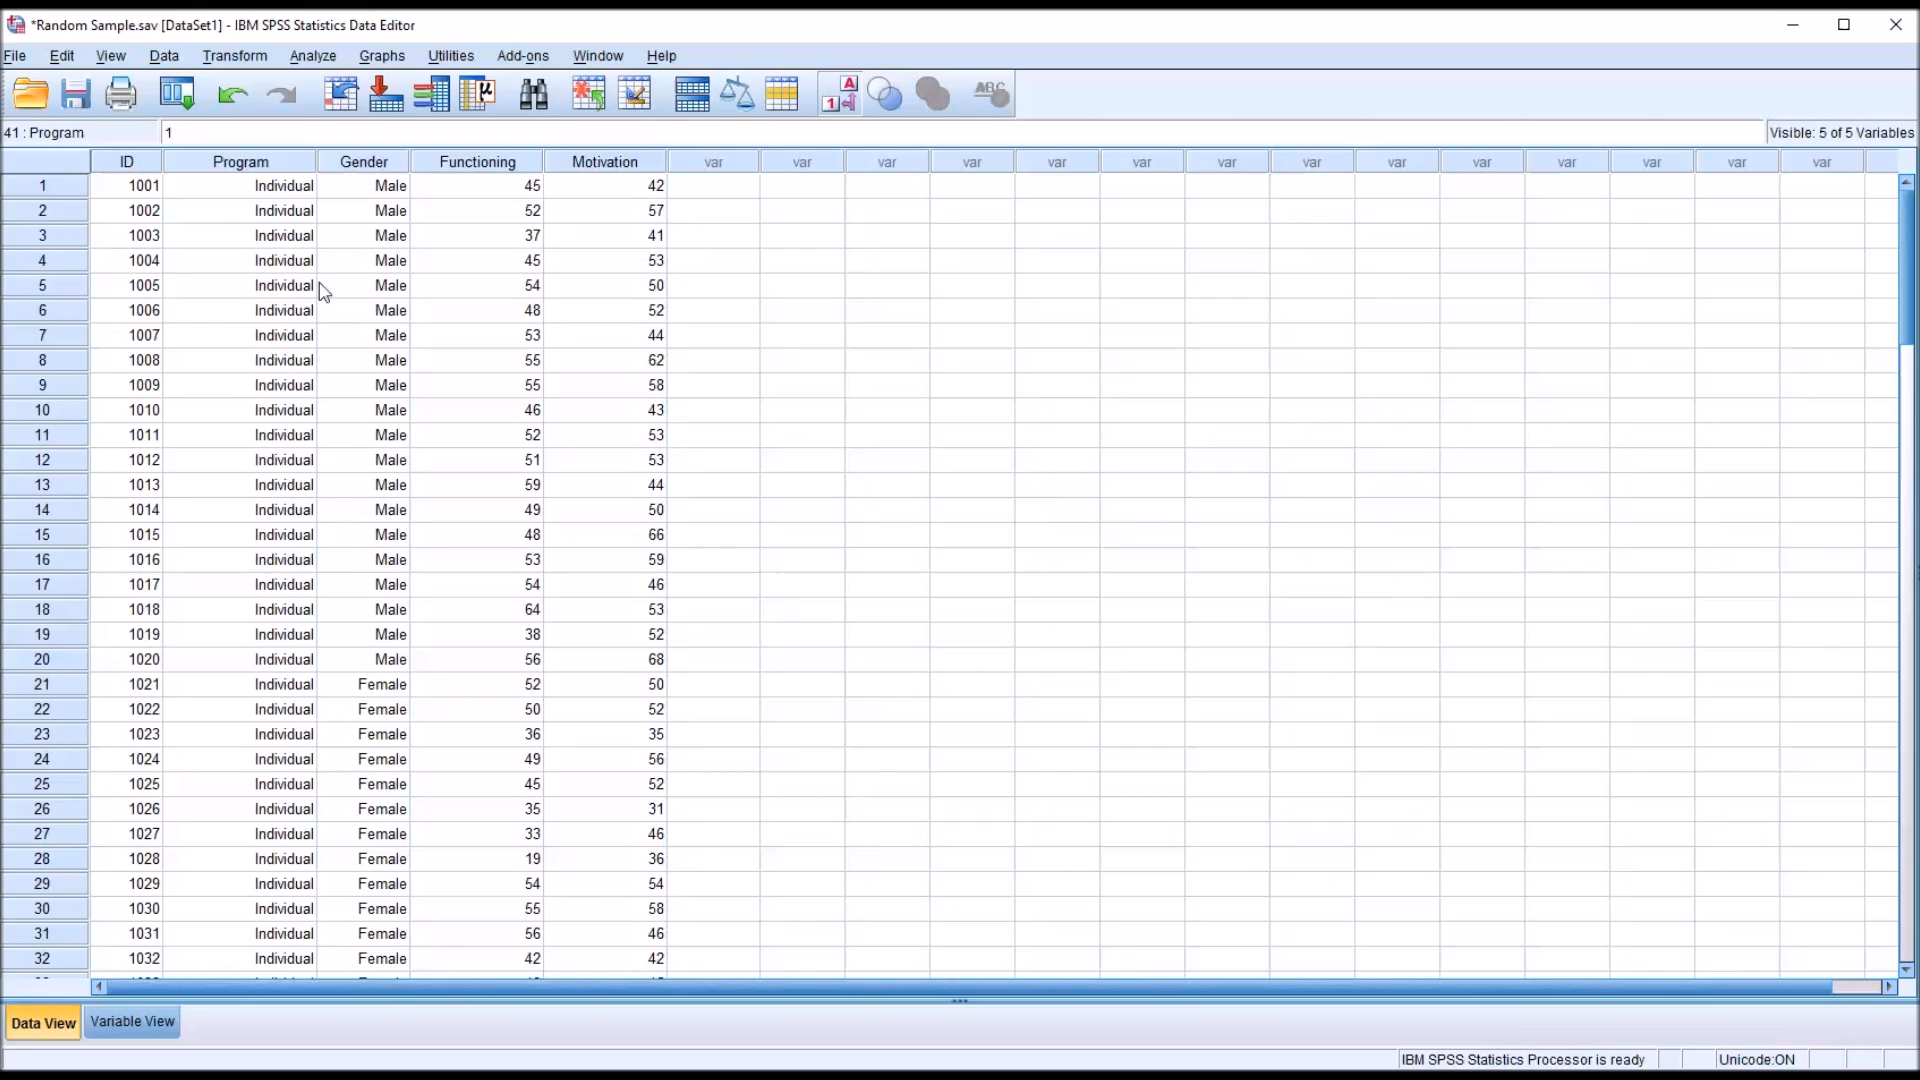 *Random Sample.sav [DataSet1] - IBM SPSS Statistics Data Editor
File Edit View Data Transform Analyze Graphs Utilities Add-ons Window Help
41 : Program 1 Visible: 5 of 5 Variables
ID Program Gender Functioning Motivation var var var var var var var var var var var var var var
1 1001 Individual Male 45 42
2 1002 Individual Male 52 57
3 1003 Individual Male 37 41
4 1004 Individual Male 45 53
5 1005 Individual Male 54 50
6 1006 Individual Male 48 52
7 1007 Individual Male 53 44
8 1008 Individual Male 55 62
9 1009 Individual Male 55 58
10 1010 Individual Male 46 43
11 1011 Individual Male 52 53
12 1012 Individual Male 51 53
13 1013 Individual Male 59 44
14 1014 Individual Male 49 50
15 1015 Individual Male 48 66
16 1016 Individual Male 53 59
17 1017 Individual Male 54 46
18 1018 Individual Male 64 53
19 1019 Individual Male 38 52
20 1020 Individual Male 56 68
21 1021 Individual Female 52 50
22 1022 Individual Female 50 52
23 1023 Individual Female 36 35
24 1024 Individual Female 49 56
25 1025 Individual Female 45 52
26 1026 Individual Female 35 31
27 1027 Individual Female 33 46
28 1028 Individual Female 19 36
29 1029 Individual Female 54 54
30 1030 Individual Female 55 58
31 1031 Individual Female 56 46
32 1032 Individual Female 42 42
Data View Variable View
IBM SPSS Statistics Processor is ready Unicode:ON